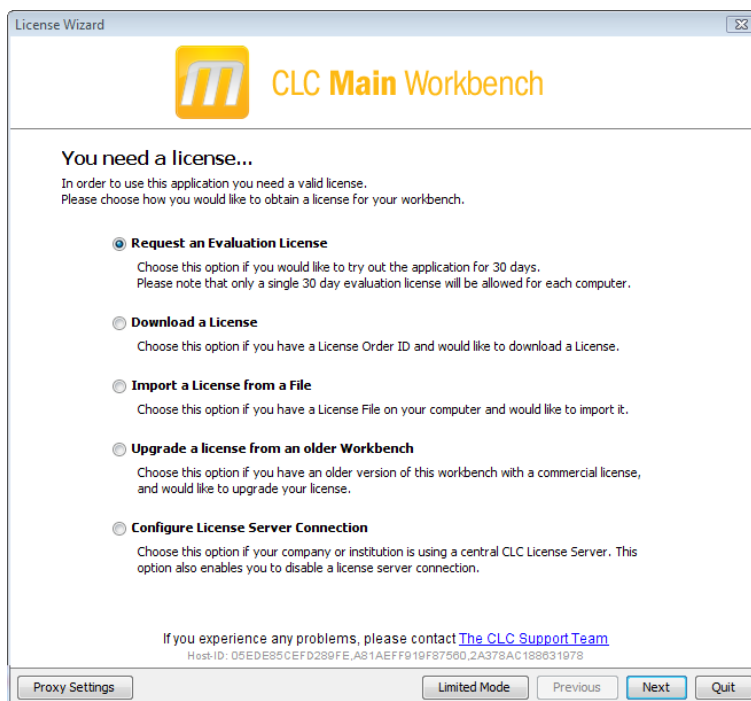 License Wizard
CLC Main Workbench
You need a license...
In order to use this application you need a valid license.
Please choose how you would like to obtain a license for your workbench.
Request an Evaluation License
Choose this option if you would like to try out the application for 30 days.
Please note that only a single 30 day evaluation license will be allowed for each computer.
Download a License
Choose this option if you have a License Order ID and would like to download a License.
Import a License from a File
Choose this option if you have a License File on your computer and would like to import it.
Upgrade a license from an older Workbench
Choose this option if you have an older version of this workbench with a commercial license,
and would like to upgrade your license.
Configure License Server Connection
Choose this option if your company or institution is using a central CLC License Server. This
option also enables you to disable a license server connection.
If you experience any problems, please contact The CLC Support Team
Host-ID: 05EDE85CEFD289FE,A81AEFF919F87560,2A378AC188631978
Proxy Settings Limited Mode Previous Next Quit